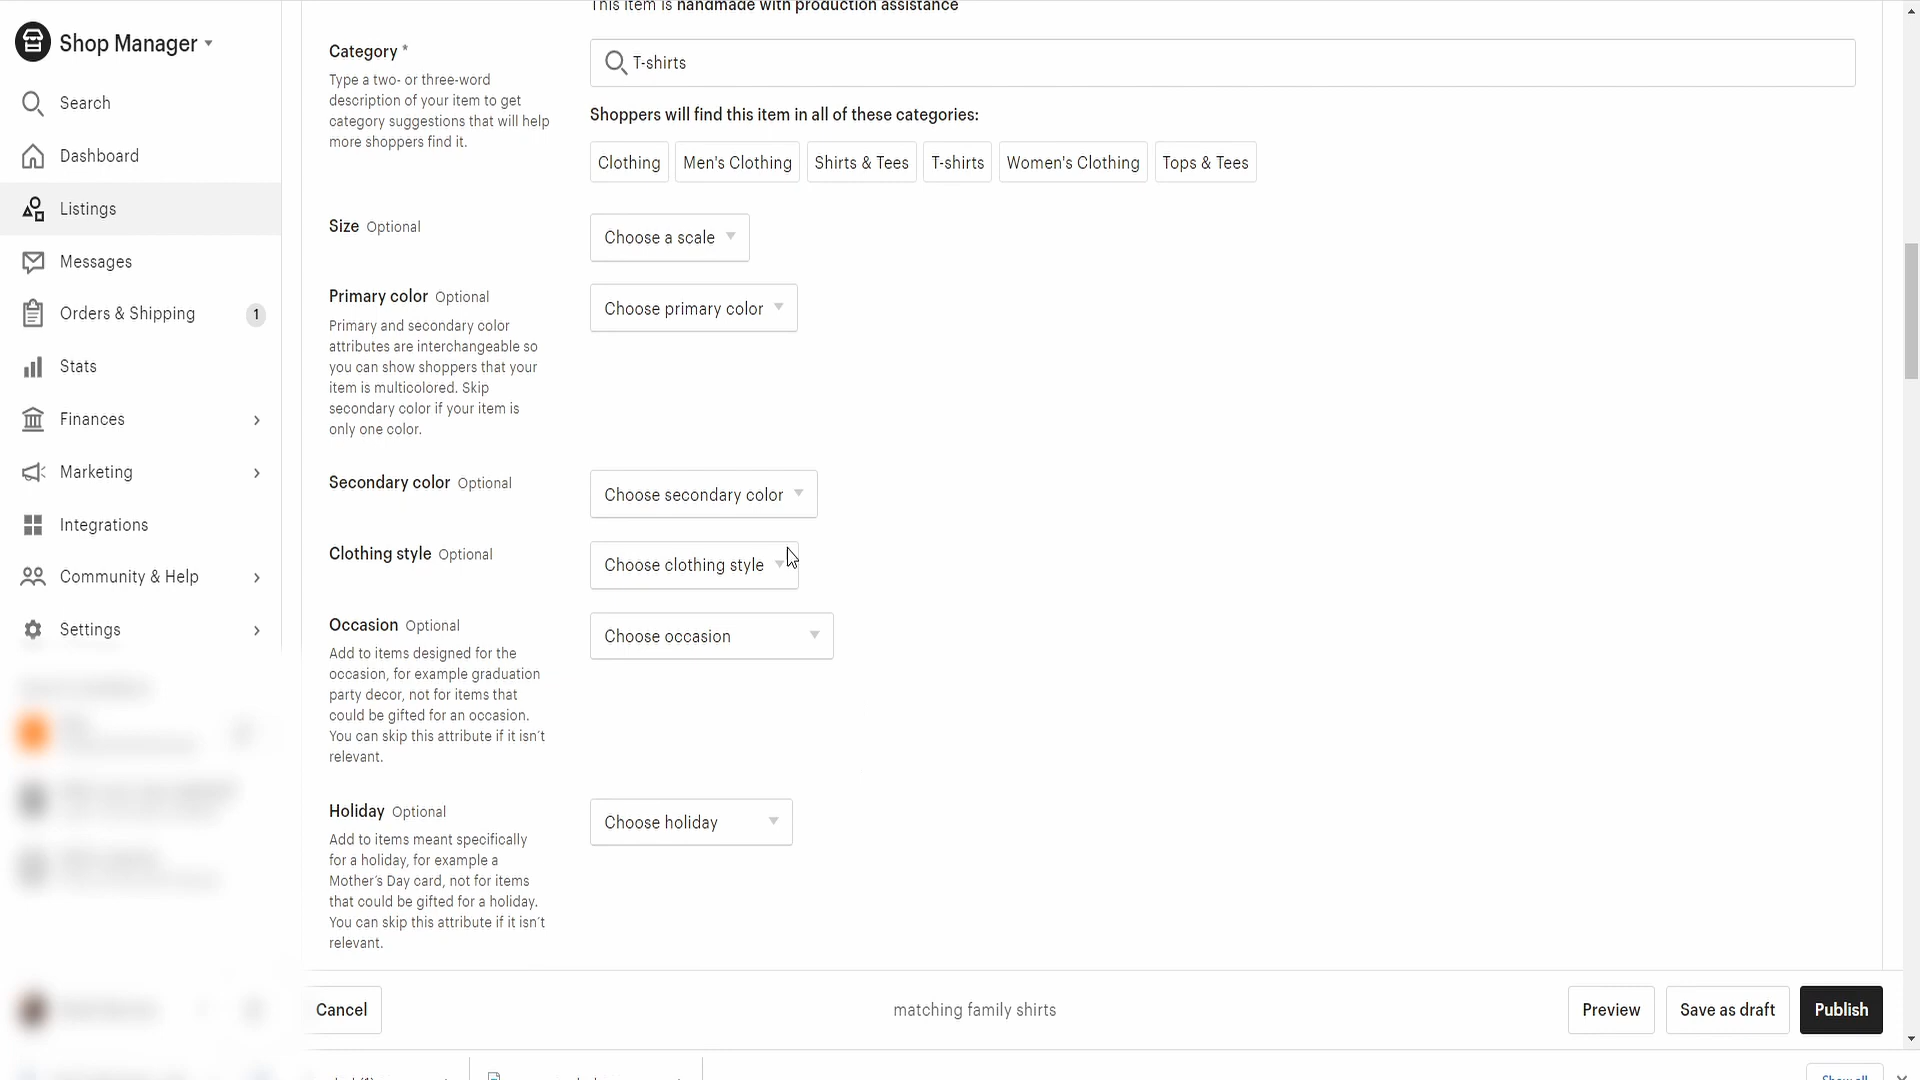 This item is handmade with production assistance
Shop Manager
Search
Dashboard
Listings
Messages
Orders & Shipping 1
Stats
Finances
Marketing
Integrations
Community & Help
Settings
Category *
Type a two- or three-word
description of your item to get
category suggestions that will help
more shoppers find it.
T-shirts
Shoppers will find this item in all of these categories:
Clothing Men's Clothing Shirts & Tees T-shirts Women's Clothing Tops & Tees
Size Optional
Choose a scale
Primary color Optional
Primary and secondary color
attributes are interchangeable so
you can show shoppers that your
item is multicolored. Skip
secondary color if your item is
only one color.
Choose primary color
Secondary color Optional
Choose secondary color
Clothing style Optional
Choose clothing style
Occasion Optional
Add to items designed for the
occasion, for example graduation
party decor, not for items that
could be gifted for an occasion.
You can skip this attribute if it isn't
relevant.
Choose occasion
Holiday Optional
Add to items meant specifically
for a holiday, for example a
Mother's Day card, not for items
that could be gifted for a holiday.
You can skip this attribute if it isn't
relevant.
Choose holiday
Cancel
matching family shirts
Preview
Save as draft
Publish
Show all